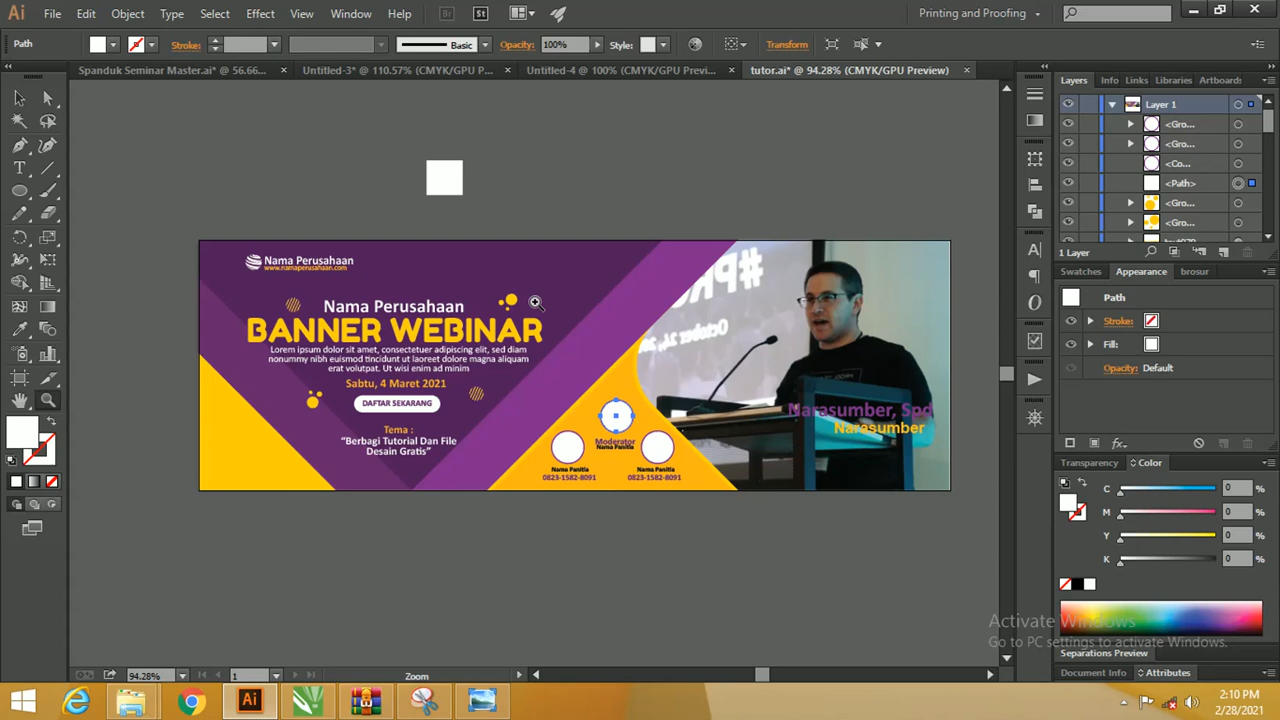 Ai File Edit Object Type Select Effect View Window Help Br St Printing and Proofing
Path Stroke: Basic Opacity: 100% Style: Transform
Spanduk Seminar Master.ai* @ 56.66... × Untitled-3* @ 110.57% (CMYK/GPU P... × Untitled-4 @ 100% (CMYK/GPU Previ... × tutor.ai* @ 94.28% (CMYK/GPU Preview) ×
Layers Info Links Libraries Artboard:
Layer 1
<Gro...
<Gro...
<Co...
<Path>
<Gro...
<Gro...
1 Layer
Swatches Appearance brosur
Path
Stroke:
Fill:
Opacity: Default
Transparency Color
C 0 %
M 0 %
Y 0 %
K 0 %
Separations Preview
Document Info Attributes
Nama Perusahaan
www.namaperusahaan.com
Nama Perusahaan
BANNER WEBINAR
Lorem ipsum dolor sit amet, consectetuer adipiscing elit, sed diam
nonummy nibh euismod tincidunt ut laoreet dolore magna aliquam
erat volutpat. Ut wisi enim ad minim
Sabtu, 4 Maret 2021
DAFTAR SEKARANG
Tema :
“Berbagi Tutorial Dan File
Desain Gratis”
Moderator
Nama Panitia
Nama Panitia
0823-1582-8091
Nama Panitia
0823-1582-8091
Narasumber, Spd
Narasumber
Activate Windows
Go to PC settings to activate Windows.
94.28% 1 Zoom
Ai
2:10 PM
2/28/2021